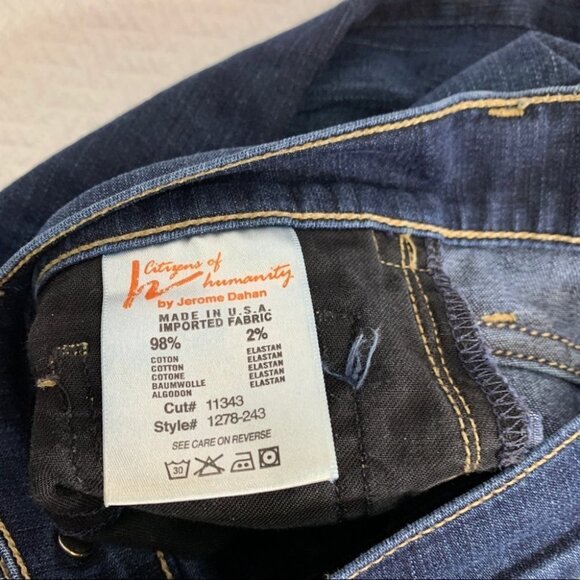 Citizens of
humanity
by Jerome Dahan
MADE IN U.S.A.
IMPORTED FABRIC
98% 2%
COTON ELASTAN
COTTON ELASTAN
COTONE ELASTAN
BAUMWOLLE ELASTAN
ALGODON ELASTAN
Cut# 11343
Style# 1278-243
SEE CARE ON REVERSE
30